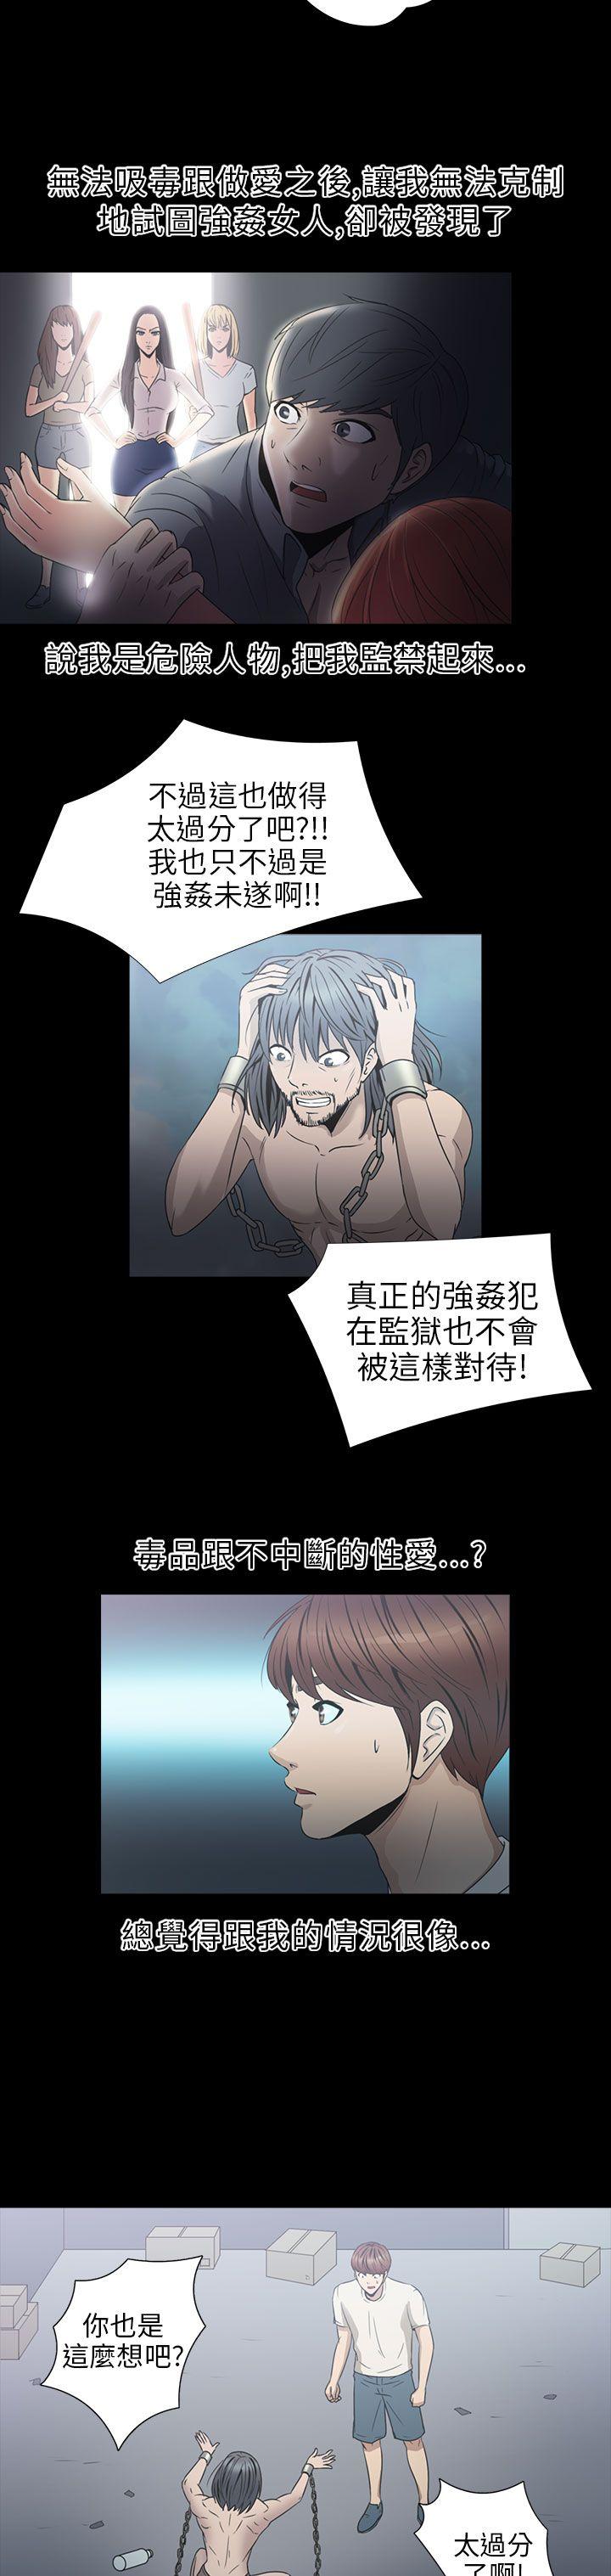 無法吸毒跟做愛之後,讓我無法克制
地試圖強姦女人,卻被發現了
說我是危險人物,把我監禁起來...
不過這也做得
太過分了吧?!!
我也只不過是
強姦未遂啊!!
真正的強姦犯
在監獄也不會
被這樣對待!
毒品跟不中斷的性愛...?
總覺得跟我的情況很像...
你也是
這麼想吧?
太過分
了啊!